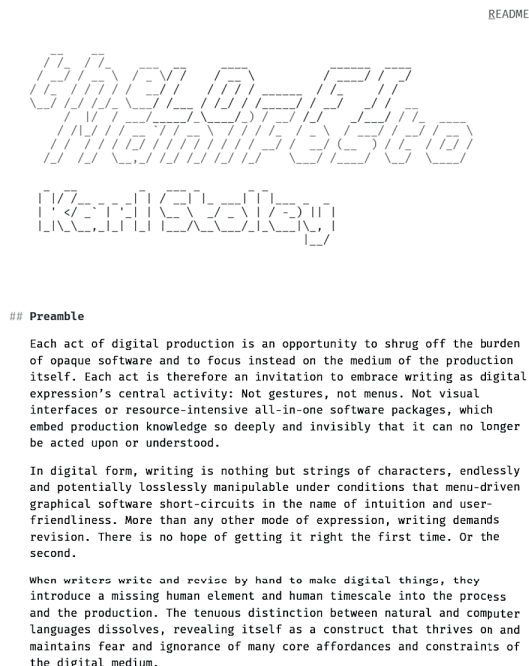 README
the LO-FI
Manifesto
Karl Stolley
## Preamble
Each act of digital production is an opportunity to shrug off the burden
of opaque software and to focus instead on the medium of the production
itself. Each act is therefore an invitation to embrace writing as digital
expression’s central activity: Not gestures, not menus. Not visual
interfaces or resource-intensive all-in-one software packages, which
embed production knowledge so deeply and invisibly that it can no longer
be acted upon or understood.
In digital form, writing is nothing but strings of characters, endlessly
and potentially losslessly manipulable under conditions that menu-driven
graphical software short-circuits in the name of intuition and user-
friendliness. More than any other mode of expression, writing demands
revision. There is no hope of getting it right the first time. Or the
second.
When writers write and revise by hand to make digital things, they
introduce a missing human element and human timescale into the process
and the production. The tenuous distinction between natural and computer
languages dissolves, revealing itself as a construct that thrives on and
maintains fear and ignorance of many core affordances and constraints of
the digital medium.